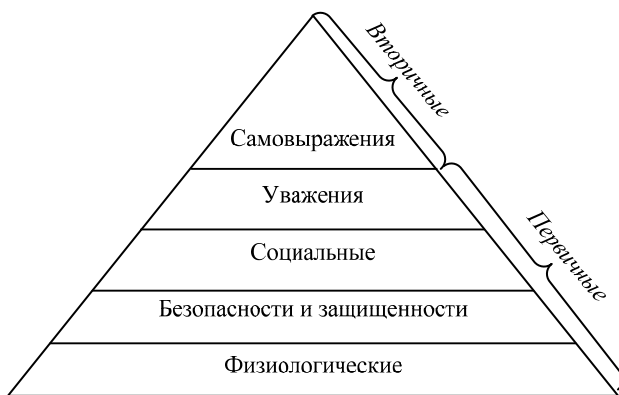 Вторичные
Самовыражения
Уважения
Первичные
Социальные
Безопасности и защищенности
Физиологические